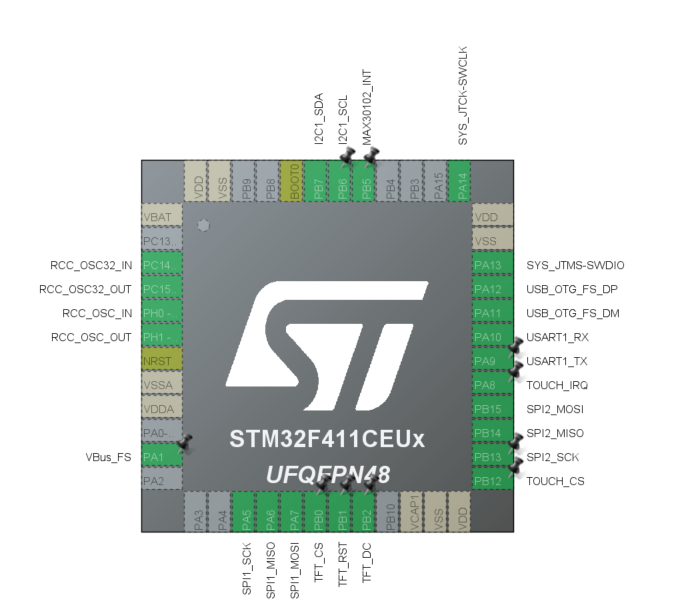 I2C1_SDA
I2C1_SCL
MAX30102_INT
SYS_JTCK-SWCLK
VDD
VSS
PB9
PB8
BOOT0
PB7
PB6
PB5
PB4
PB3
PA15
PA14
VBAT
PC13..
RCC_OSC32_IN PC14..
RCC_OSC32_OUT PC15..
RCC_OSC_IN PH0 -
RCC_OSC_OUT PH1 -
NRST
VSSA
VDDA
PA0-
VBus_FS PA1
PA2
VDD
VSS
PA13 SYS_JTMS-SWDIO
PA12 USB_OTG_FS_DP
PA11 USB_OTG_FS_DM
PA10 USART1_RX
PA9 USART1_TX
PA8 TOUCH_IRQ
PB15 SPI2_MOSI
PB14 SPI2_MISO
PB13 SPI2_SCK
PB12 TOUCH_CS
ST
STM32F411CEUx
UFQFPN48
PA3
PA4
PA5
PA6
PA7
PB0
PB1
PB2
PB10
VCAP1
VSS
VDD
SPI1_SCK
SPI1_MISO
SPI1_MOSI
TFT_CS
TFT_RST
TFT_DC